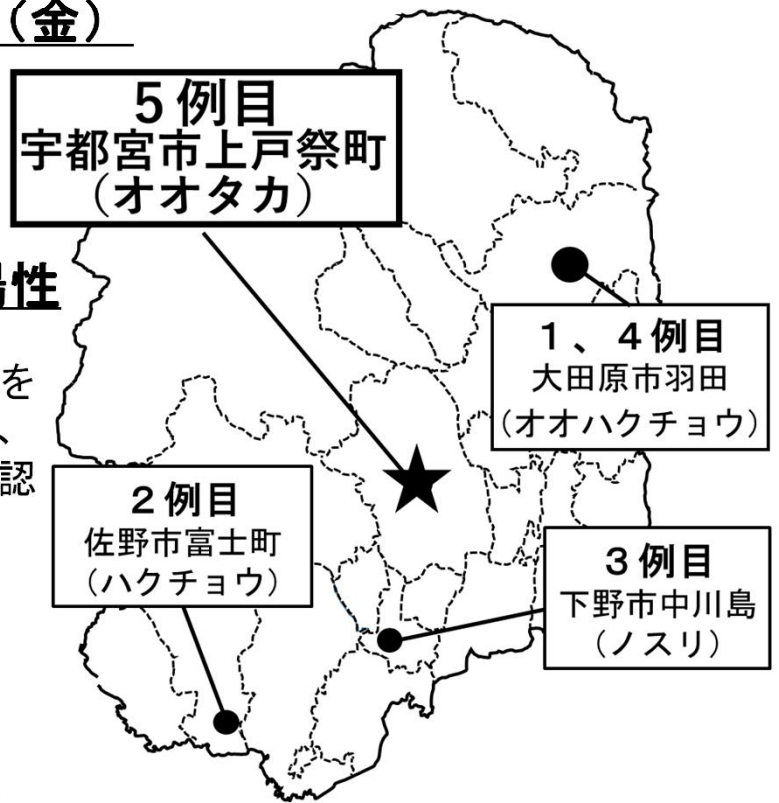 （金）
５例目
宇都宮市上戸祭町
（オオタカ）
性
を
、
認
１、４例目
大田原市羽田
（オオハクチョウ）
２例目
佐野市富士町
（ハクチョウ）
３例目
下野市中川島
（ノスリ）